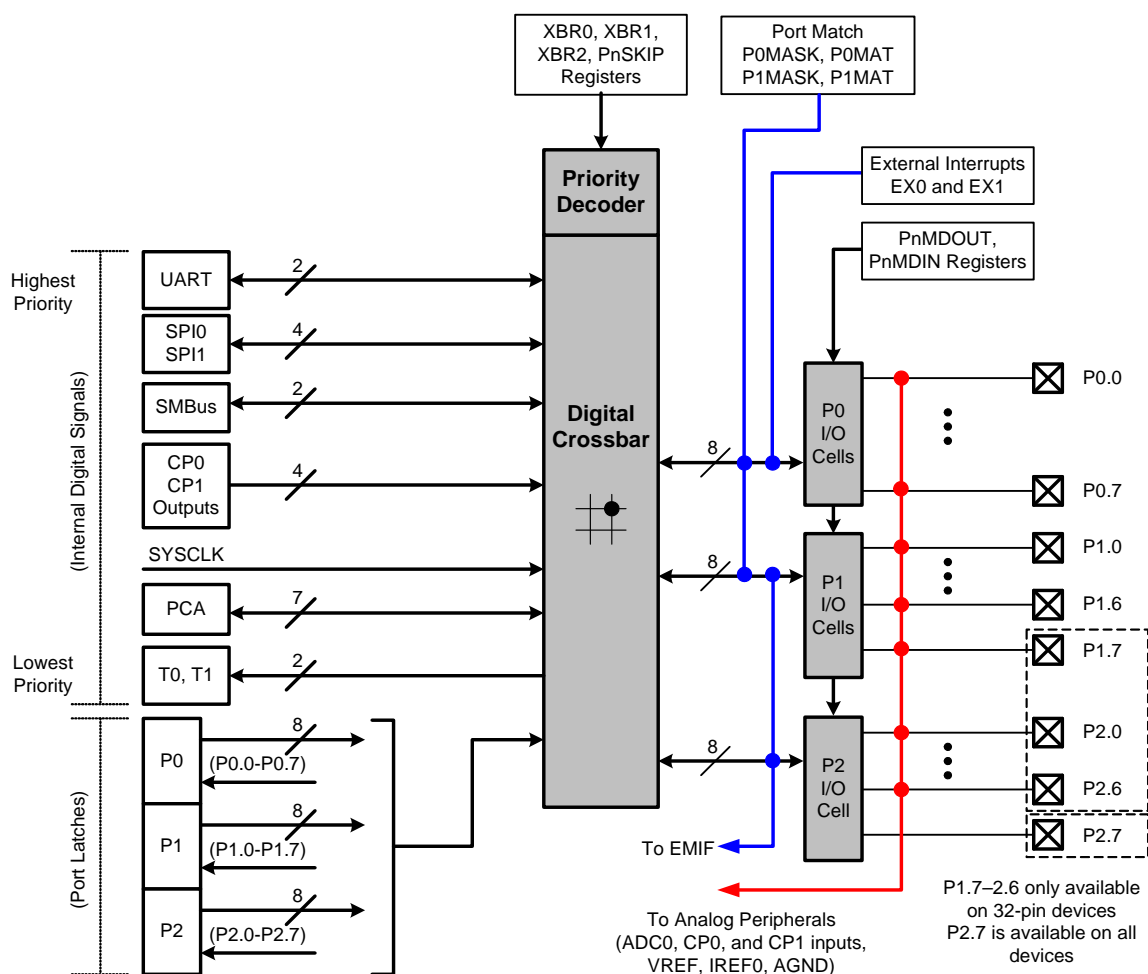 XBR0, XBR1,
XBR2, PnSKIP
Registers
Port Match
P0MASK, P0MAT
P1MASK, P1MAT
External Interrupts
EX0 and EX1
Priority
Decoder
PnMDOUT,
PnMDIN Registers
Highest
Priority
(Internal Digital Signals)
UART
2
SPI0
SPI1
4
SMBus
2
CP0
CP1
Outputs
4
SYSCLK
PCA
7
Lowest
Priority
T0, T1
2
Digital
Crossbar
8
P0
I/O
Cells
P0.0
P0.7
8
P1
I/O
Cells
P1.0
P1.6
P1.7
8
P2
I/O
Cell
P2.0
P2.6
P2.7
(Port Latches)
P0
8
(P0.0-P0.7)
P1
8
(P1.0-P1.7)
P2
8
(P2.0-P2.7)
To EMIF
To Analog Peripherals
(ADC0, CP0, and CP1 inputs,
VREF, IREF0, AGND)
P1.7–2.6 only available
on 32-pin devices
P2.7 is available on all
devices